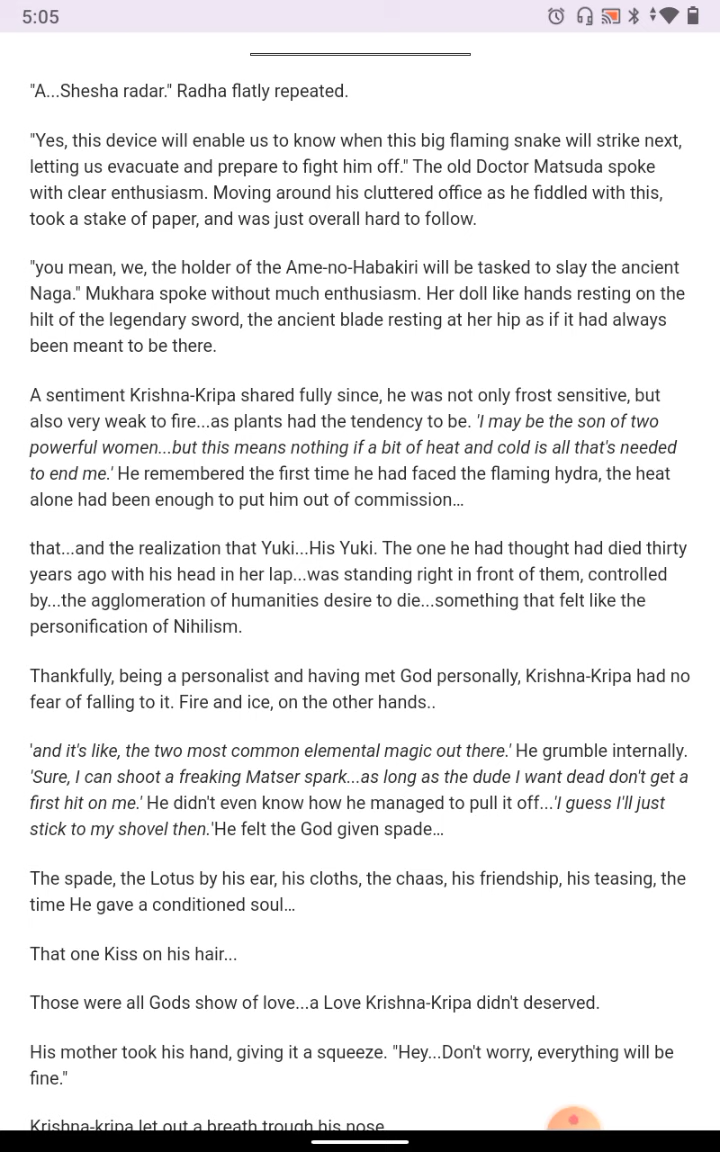 5:05
"A...Shesha radar." Radha flatly repeated.
"Yes, this device will enable us to know when this big flaming snake will strike next,
letting us evacuate and prepare to fight him off." The old Doctor Matsuda spoke
with clear enthusiasm. Moving around his cluttered office as he fiddled with this,
took a stake of paper, and was just overall hard to follow.
"you mean, we, the holder of the Ame-no-Habakiri will be tasked to slay the ancient
Naga." Mukhara spoke without much enthusiasm. Her doll like hands resting on the
hilt of the legendary sword, the ancient blade resting at her hip as if it had always
been meant to be there.
A sentiment Krishna-Kripa shared fully since, he was not only frost sensitive, but
also very weak to fire...as plants had the tendency to be. 'I may be the son of two
powerful women...but this means nothing if a bit of heat and cold is all that's needed
to end me.' He remembered the first time he had faced the flaming hydra, the heat
alone had been enough to put him out of commission…
that...and the realization that Yuki...His Yuki. The one he had thought had died thirty
years ago with his head in her lap...was standing right in front of them, controlled
by...the agglomeration of humanities desire to die...something that felt like the
personification of Nihilism.
Thankfully, being a personalist and having met God personally, Krishna-Kripa had no
fear of falling to it. Fire and ice, on the other hands..
'and it's like, the two most common elemental magic out there.' He grumble internally.
'Sure, I can shoot a freaking Matser spark...as long as the dude I want dead don't get a
first hit on me.' He didn't even know how he managed to pull it off...'I guess I'll just
stick to my shovel then.'He felt the God given spade…
The spade, the Lotus by his ear, his cloths, the chaas, his friendship, his teasing, the
time He gave a conditioned soul…
That one Kiss on his hair...
Those were all Gods show of love...a Love Krishna-Kripa didn't deserved.
His mother took his hand, giving it a squeeze. "Hey...Don't worry, everything will be
fine."
Krishna-kripa let out a breath trough his nose